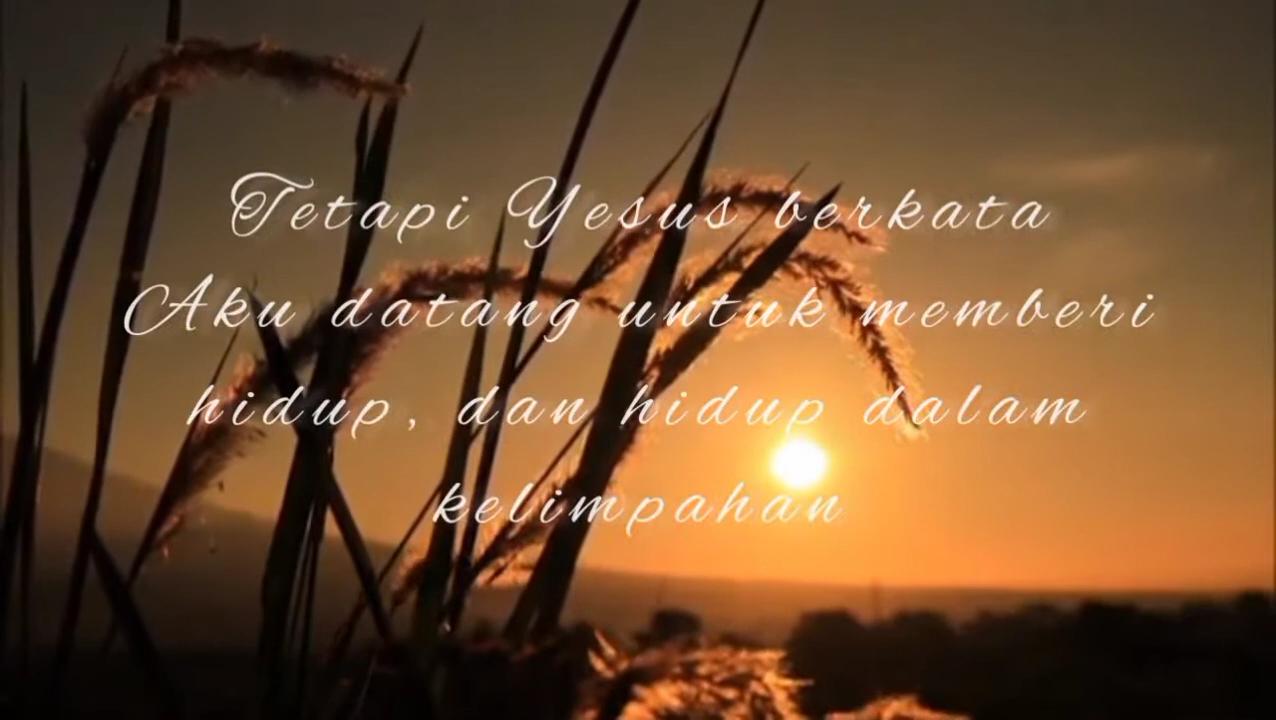 Tetapi Yesus berkata
Aku datang untuk memberi
hidup, dan hidup dalam
kelimpahan